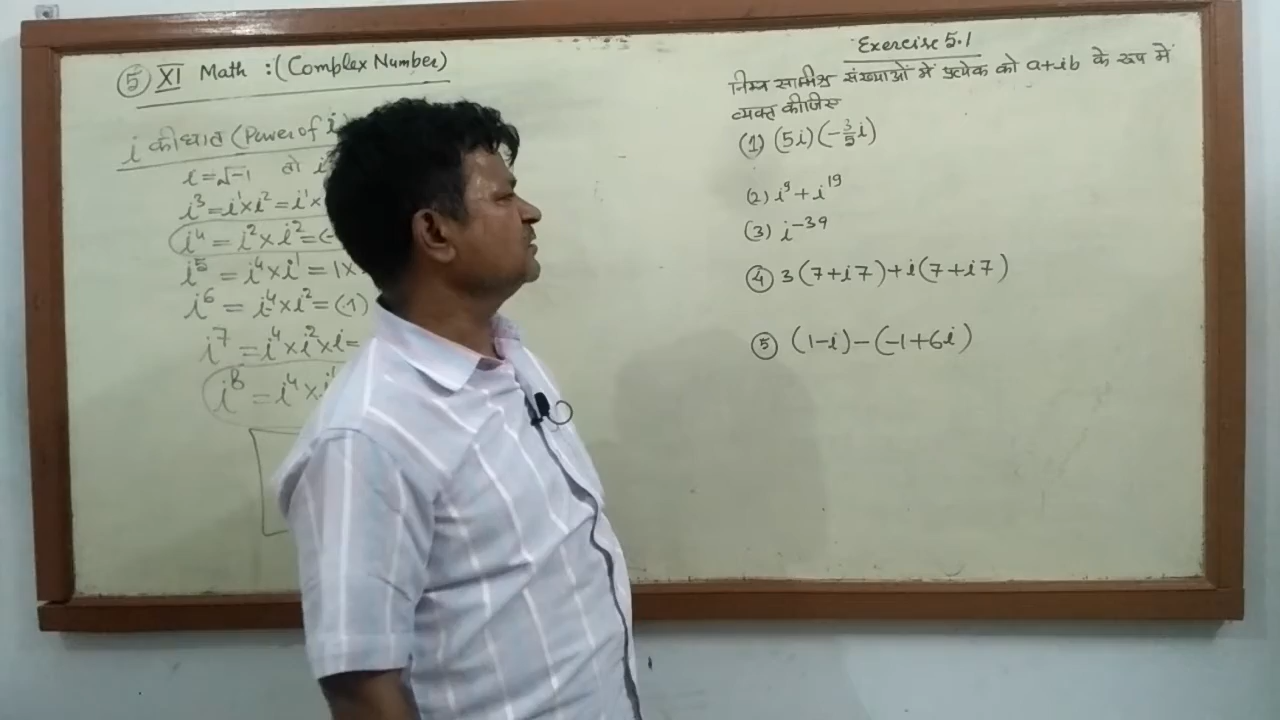 ⑤ XI Math :(Complex Number)
i की घात (Power of i
i = √-1 तो i
i³ = i¹ x i² = i¹ x
i⁴ = i² x i² = (-
i⁵ = i⁴ x i¹ = 1 x
i⁶ = i⁴ x i² = (1)
i⁷ = i⁴ x i² x i =
i⁸ = i⁴ x i⁴
Exercise 5.1
निम्न सम्मिश्र संख्याओं में प्रत्येक को a+ib के रूप में
व्यक्त कीजिए
(1) (5i)(-3/5 i)
(2) i⁹ + i¹⁹
(3) i⁻³⁹
④ 3(7+i7)+i(7+i7)
⑤ (1-i)-(-1+6i)